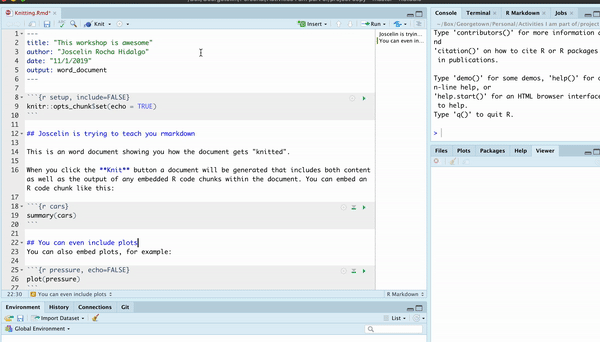 ~/Box/Georgetown/Personal/Activities I am part of/project
Knitting.Rmd*
Knit
Insert
Run
1 ---
2 title: "This workshop is awesome"
3 author: "Joscelin Rocha Hidalgo"
4 date: "11/1/2019"
5 output: word_document
6 ---
7
8 ```{r setup, include=FALSE}
9 knitr::opts_chunk$set(echo = TRUE)
10 ```
11
12 ## Joscelin is trying to teach you rmarkdown
13
14 This is an word document showing you how the document gets "knitted".
15
16 When you click the **Knit** button a document will be generated that includes both content
as well as the output of any embedded R code chunks within the document. You can embed an
R code chunk like this:
17
18 ```{r cars}
19 summary(cars)
20 ```
21
22 ## You can even include plots
23 You can also embed plots, for example:
24
25 ```{r pressure, echo=FALSE}
26 plot(pressure)
27 ```
Joscelin is tryin...
You can even in...
22:30 You can even include plots R Markdown
Environment History Connections Git
Import Dataset List
Global Environment
Console Terminal R Markdown Jobs
~/Box/Georgetown/Personal/Activities I am part of/project
Type 'contributors()' for more information a
nd
'citation()' on how to cite R or R packages
in publications.
Type 'demo()' for some demos, 'help()' for o
n-line help, or
'help.start()' for an HTML browser interface
to help.
Type 'q()' to quit R.
>
Files Plots Packages Help Viewer